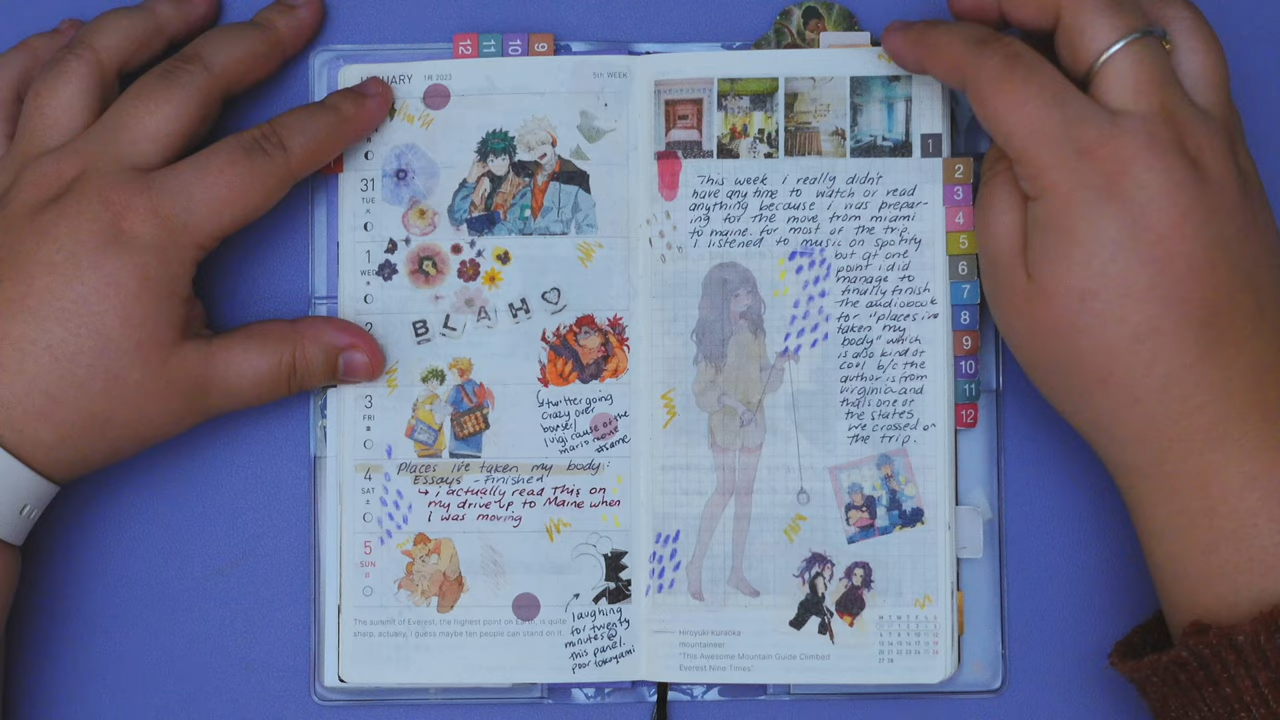 12 11 10 9
JANUARY 1月 2023 5th WEEK
31
TUE
1
WED
BLAH♡
2
3
FRI
twitter going
crazy over
bowser/
luigi cause of the
mario movie
#same
4
SAT
Places i've taken my body:
Essays - Finished
↳ i actually read this on
my drive up to Maine when
I was moving
5
SUN
日
laughing
for twenty
minutes @
this panel.
poor tokoyami
The summit of Everest, the highest point on Earth, is quite
sharp, actually, I guess maybe ten people can stand on it.
1
This week i really didn't
have any time to watch or read
anything because i was prepar-
ing for the move from miami
to maine. for most of the trip
I listened to music on spotify
but at one
point i did
manage to
finally finish
the audiobook
for "places i've
taken my
body" which
is also kind of
cool b/c the
author is from
virginia and
thats one of
the states
we crossed on
the trip.
Hiroyuki Kuraoka
mountaineer
"This Awesome Mountain Guide Climbed
Everest Nine Times"
2
3
4
5
6
7
8
9
10
11
12